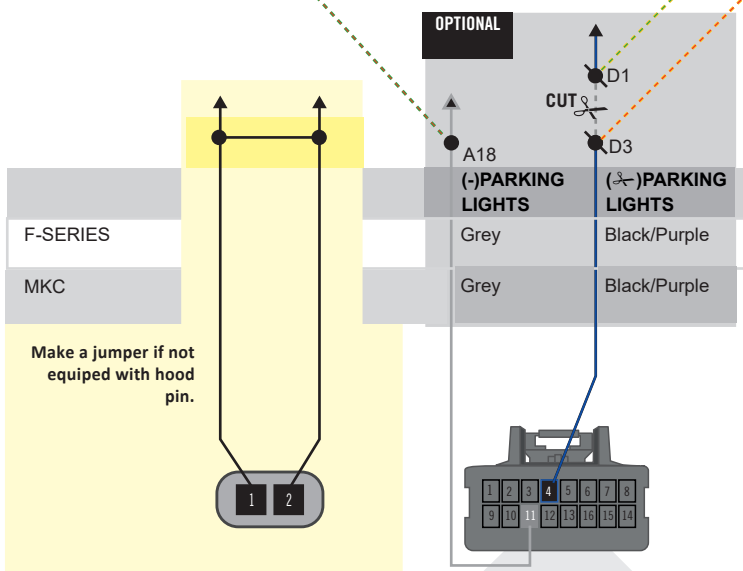 OPTIONAL
D1
CUT
D3
A18
(-)PARKING
LIGHTS
(✂)PARKING
LIGHTS
F-SERIES
Grey
Black/Purple
MKC
Grey
Black/Purple
Make a jumper if not
equiped with hood
pin.
1 2
1 2 3 4 5 6 7 8
9 10 11 12 13 16 15 14